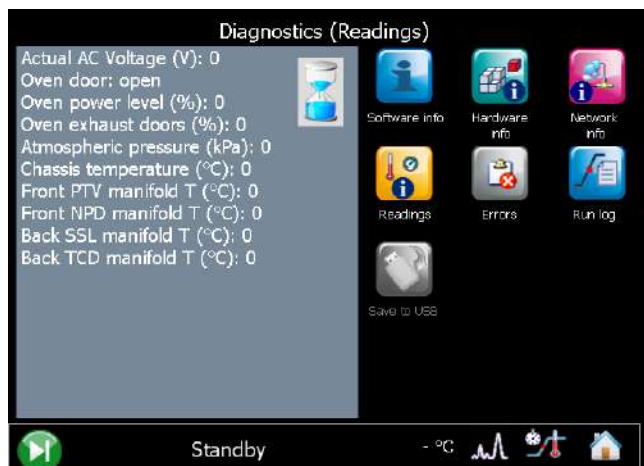 Diagnostics (Readings)
Actual AC Voltage (V): 0
Oven door: open
Oven power level (%): 0
Oven exhaust doors (%): 0
Atmospheric pressure (kPa): 0
Chassis temperature (°C): 0
Front PTV manifold T (°C): 0
Front NPD manifold T (°C): 0
Back SSL manifold T (°C): 0
Back TCD manifold T (°C): 0
Software info
Hardware info
Network info
Readings
Errors
Run log
Save to USB
Standby
- °C